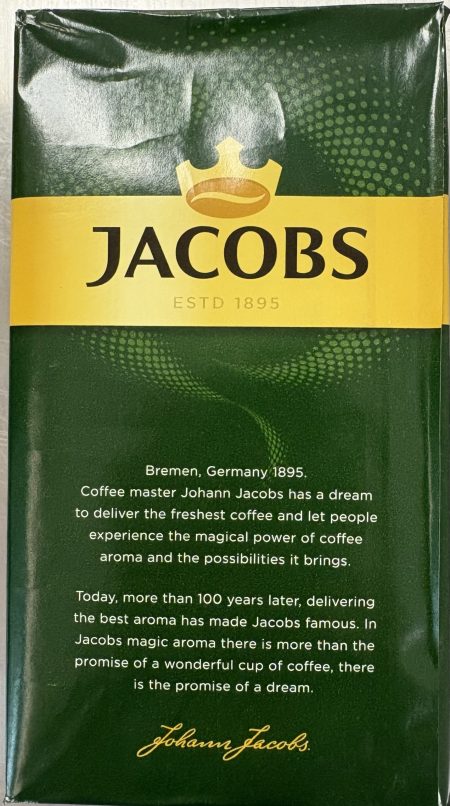 JACOBS
ESTD 1895
Bremen, Germany 1895.
Coffee master Johann Jacobs has a dream
to deliver the freshest coffee and let people
experience the magical power of coffee
aroma and the possibilities it brings.
Today, more than 100 years later, delivering
the best aroma has made Jacobs famous. In
Jacobs magic aroma there is more than the
promise of a wonderful cup of coffee, there
is the promise of a dream.
Johann Jacobs.